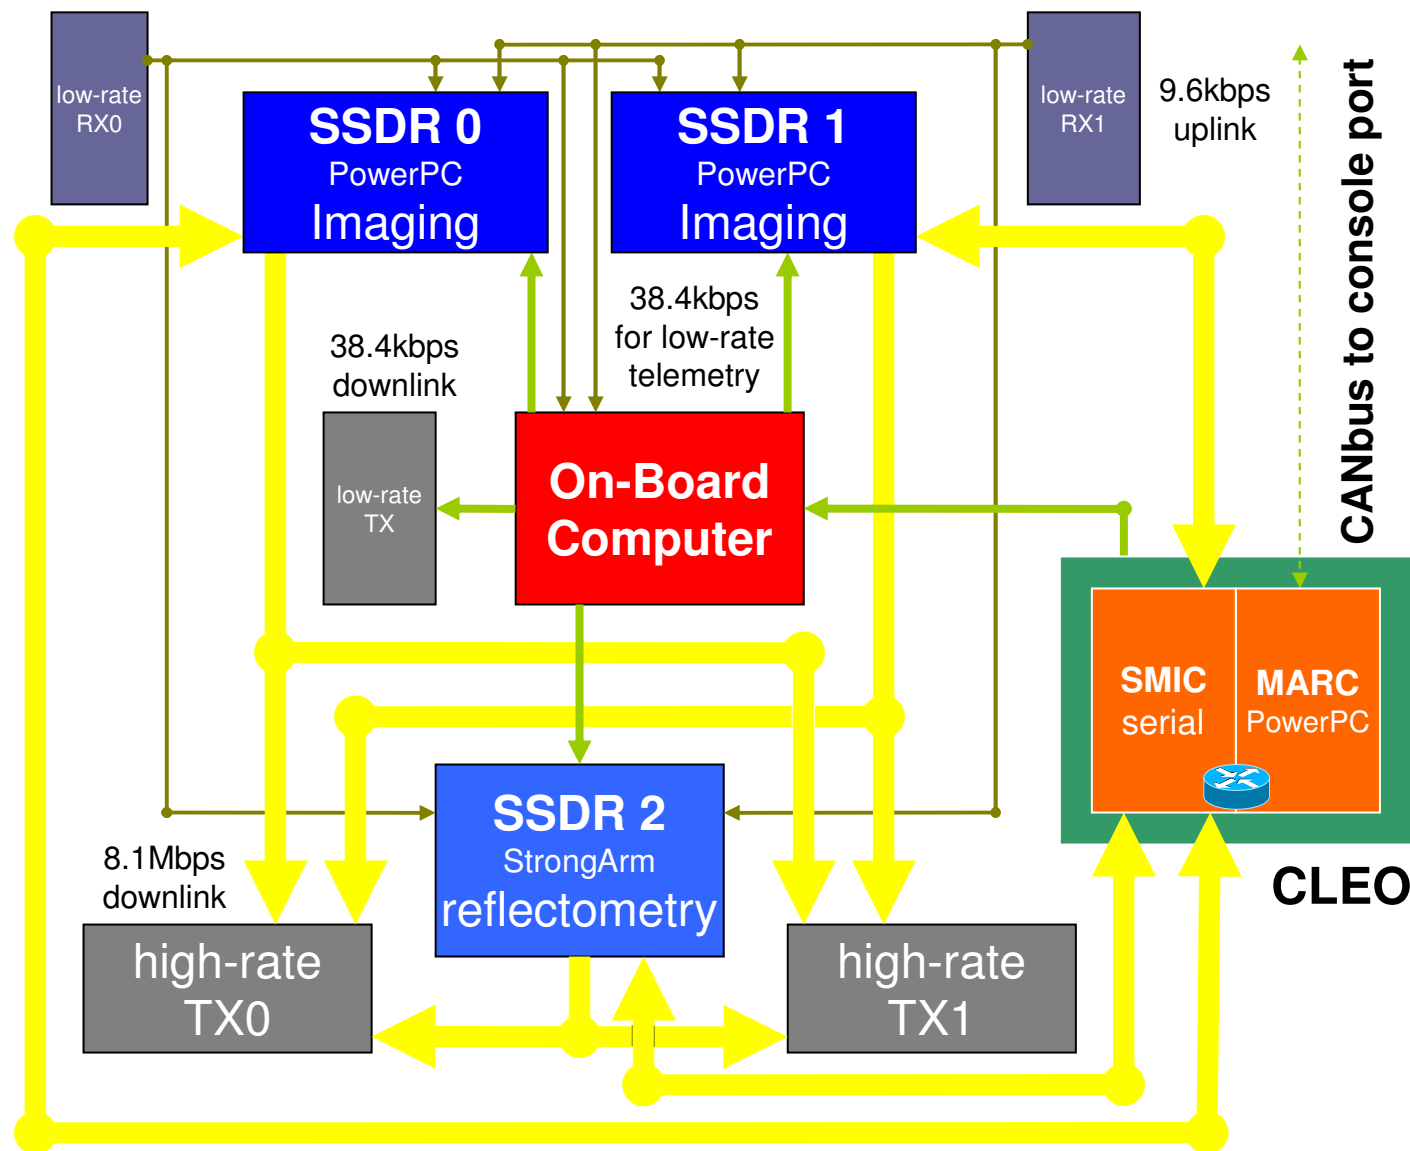 low-rate
RX0
SSDR 0
PowerPC
Imaging
SSDR 1
PowerPC
Imaging
low-rate
RX1
9.6kbps
uplink
CANbus to console port
38.4kbps
downlink
38.4kbps
for low-rate
telemetry
low-rate
TX
On-Board
Computer
SMIC
serial
MARC
PowerPC
CLEO
SSDR 2
StrongArm
reflectometry
8.1Mbps
downlink
high-rate
TX0
high-rate
TX1